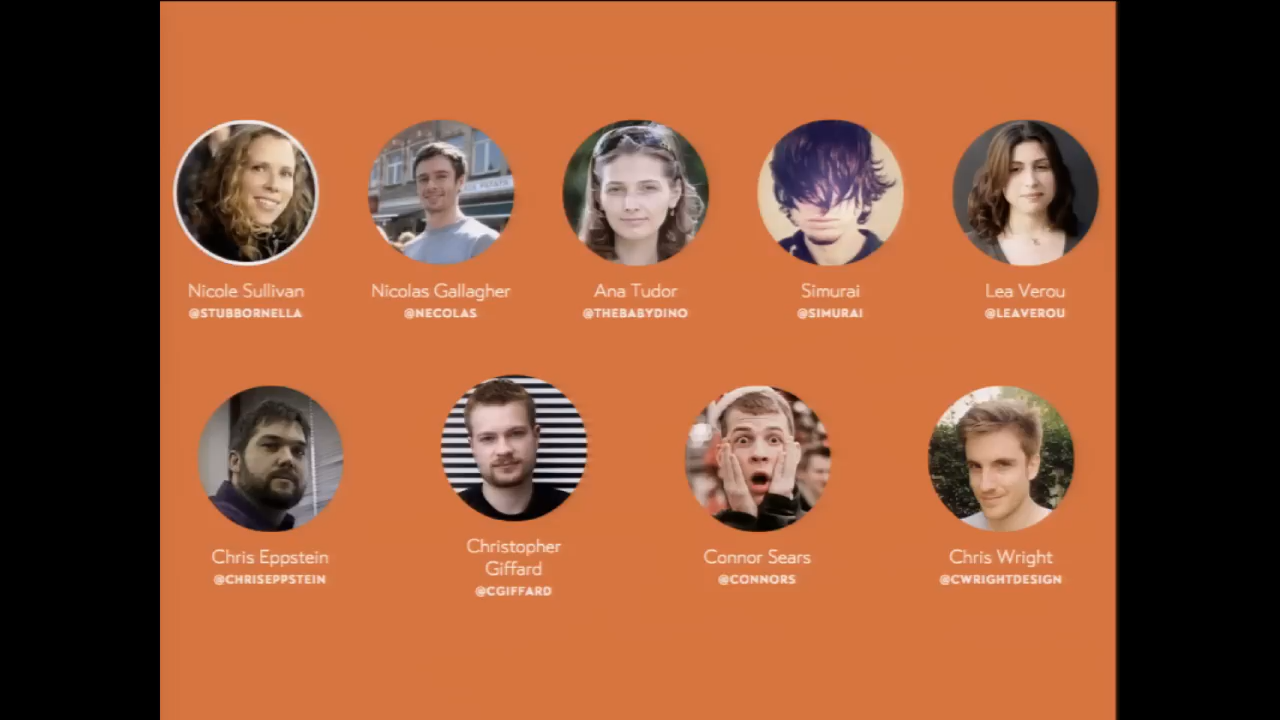 Nicole Sullivan
@STUBBORNELLA
Nicolas Gallagher
@NECOLAS
Ana Tudor
@THEBABYDINO
Simurai
@SIMURAI
Lea Verou
@LEAVEROU
Chris Eppstein
@CHRISEPPSTEIN
Christopher
Giffard
@CGIFFARD
Connor Sears
@CONNORS
Chris Wright
@CWRIGHTDESIGN